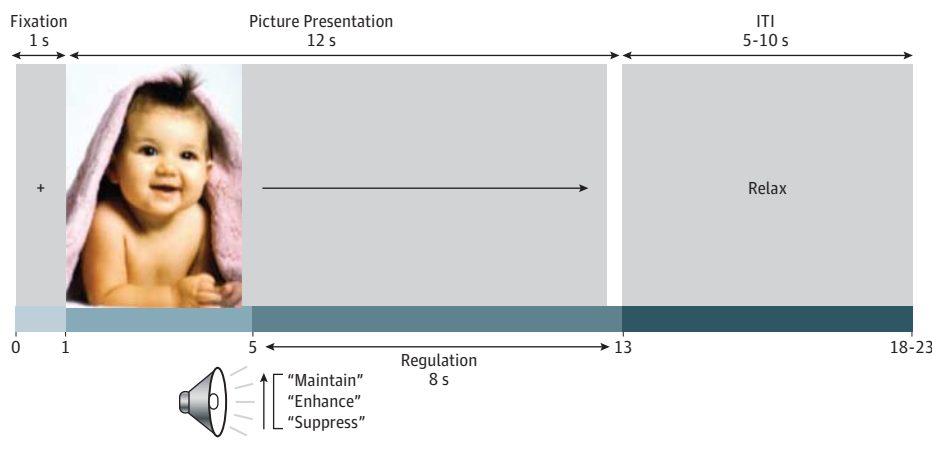 Fixation
1 s
Picture Presentation
12 s
ITI
5-10 s
+
Relax
0
1
5
13
18-23
Regulation
8 s
“Maintain”
“Enhance”
“Suppress”